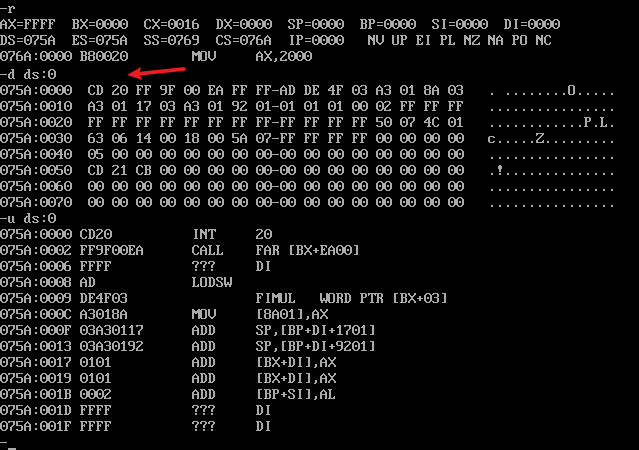 -r
AX=FFFF  BX=0000  CX=0016  DX=0000  SP=0000  BP=0000  SI=0000  DI=0000
DS=075A  ES=075A  SS=0769  CS=076A  IP=0000   NV UP EI PL NZ NA PO NC
076A:0000 B80020        MOV     AX,2000
-d ds:0
075A:0000  CD 20 FF 9F 00 EA FF FF-AD DE 4F 03 A3 01 8A 03   . ........O.....
075A:0010  A3 01 17 03 A3 01 92 01-01 01 01 00 02 FF FF FF   ................
075A:0020  FF FF FF FF FF FF FF FF-FF FF FF FF 50 07 4C 01   ............P.L.
075A:0030  63 06 14 00 18 00 5A 07-FF FF FF FF 00 00 00 00   c.....Z.........
075A:0040  05 00 00 00 00 00 00 00-00 00 00 00 00 00 00 00   ................
075A:0050  CD 21 CB 00 00 00 00 00-00 00 00 00 00 00 00 00   .!..............
075A:0060  00 00 00 00 00 00 00 00-00 00 00 00 00 00 00 00   ................
075A:0070  00 00 00 00 00 00 00 00-00 00 00 00 00 00 00 00   ................
-u ds:0
075A:0000 CD20          INT     20
075A:0002 FF9F00EA      CALL    FAR [BX+EA00]
075A:0006 FFFF          ???     DI
075A:0008 AD            LODSW
075A:0009 DE4F03                FIMUL   WORD PTR [BX+03]
075A:000C A3018A        MOV     [8A01],AX
075A:000F 03A30117      ADD     SP,[BP+DI+1701]
075A:0013 03A30192      ADD     SP,[BP+DI+9201]
075A:0017 0101          ADD     [BX+DI],AX
075A:0019 0101          ADD     [BX+DI],AX
075A:001B 0002          ADD     [BP+SI],AL
075A:001D FFFF          ???     DI
075A:001F FFFF          ???     DI
-